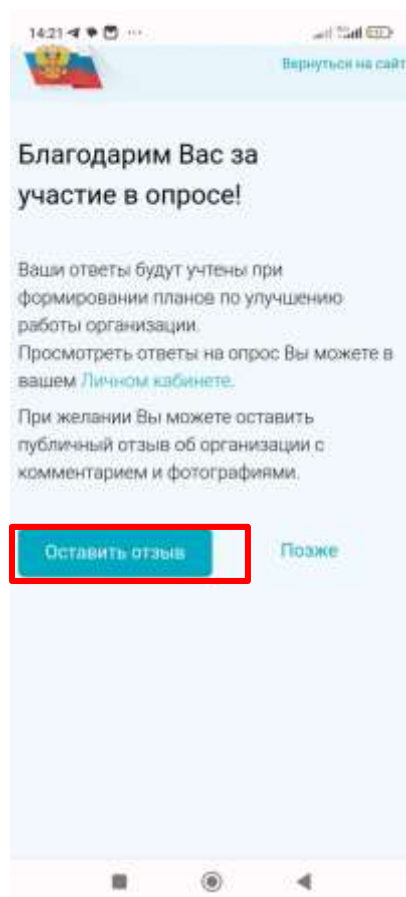 14:21
Вернуться на сайт
Благодарим Вас за
участие в опросе!
Ваши ответы будут учтены при
формировании планов по улучшению
работы организации.
Просмотреть ответы на опрос Вы можете в
вашем Личном кабинете.
При желании Вы можете оставить
публичный отзыв об организации с
комментарием и фотографиями.
Оставить отзыв
Позже